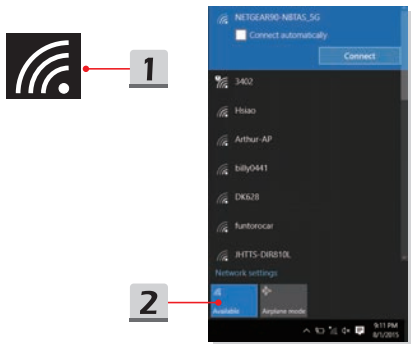 1
NETGEAR90-NBTAS_5G
Connect automatically
Connect
3402
Hsiao
Arthur-AP
billy0441
DK628
funtorocar
JHTTS-DIR810L
Network settings
2
Available
Airplane mode
9:11 PM
8/1/2015